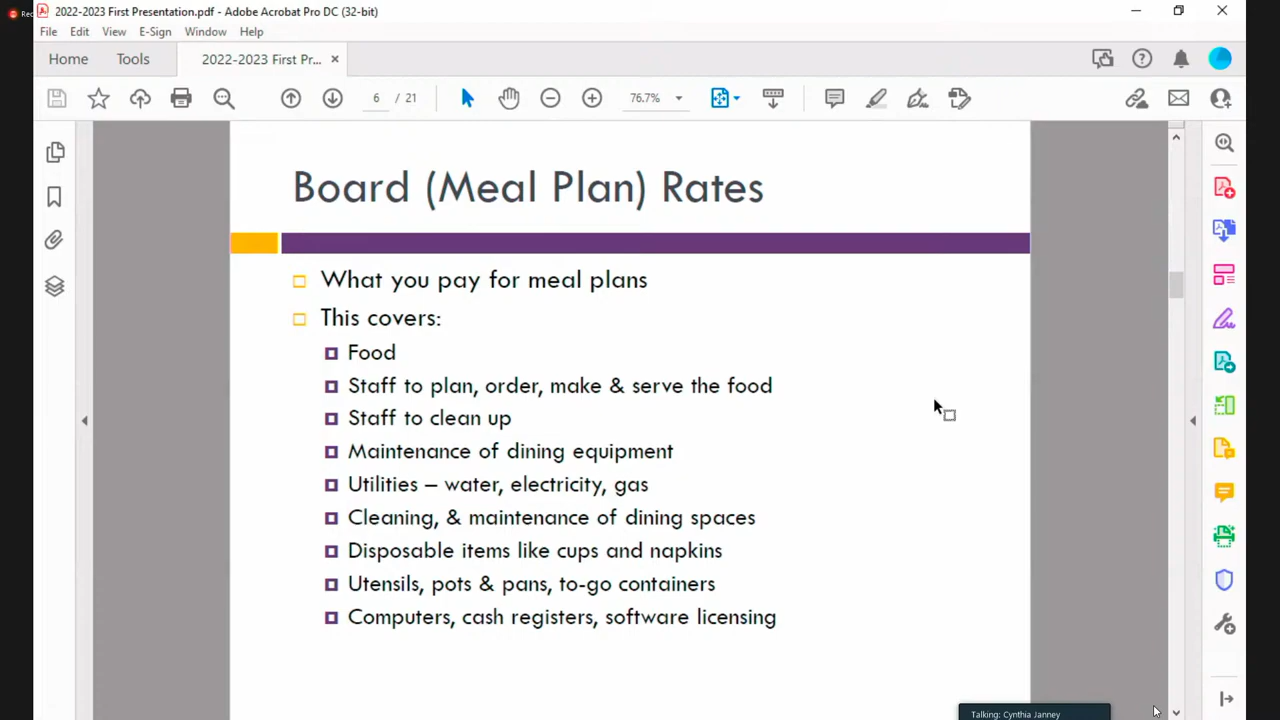 Rec
2022-2023 First Presentation.pdf - Adobe Acrobat Pro DC (32-bit)
File Edit View E-Sign Window Help
Home Tools 2022-2023 First Pr... ×
6 / 21 76.7%
Board (Meal Plan) Rates
What you pay for meal plans
This covers:
Food
Staff to plan, order, make & serve the food
Staff to clean up
Maintenance of dining equipment
Utilities – water, electricity, gas
Cleaning, & maintenance of dining spaces
Disposable items like cups and napkins
Utensils, pots & pans, to-go containers
Computers, cash registers, software licensing
Talking: Cynthia Janney